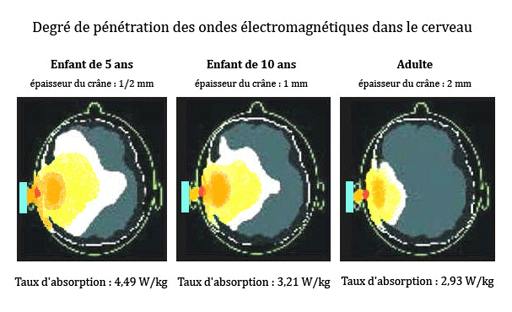 Degré de pénétration des ondes électromagnétiques dans le cerveau
Enfant de 5 ans
épaisseur du crâne : 1/2 mm
Enfant de 10 ans
épaisseur du crâne : 1 mm
Adulte
épaisseur du crâne : 2 mm
Taux d'absorption : 4,49 W/kg
Taux d'absorption : 3,21 W/kg
Taux d'absorption : 2,93 W/kg